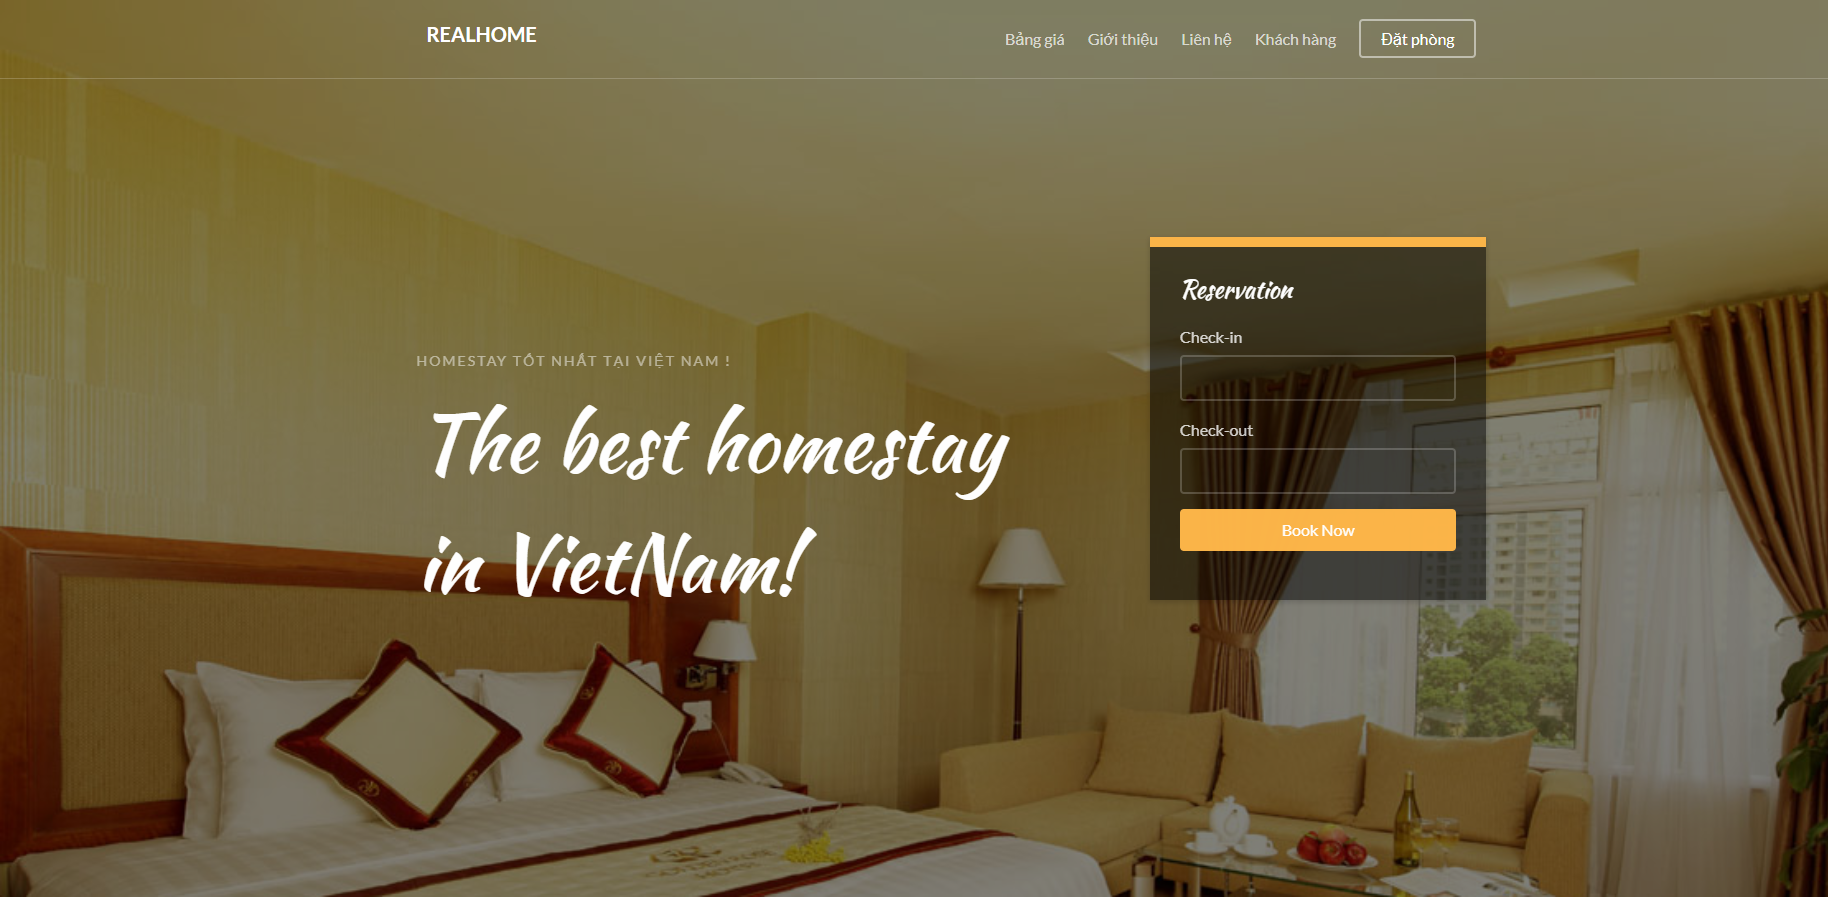 REALHOME
Bảng giá Giới thiệu Liên hệ Khách hàng Đặt phòng
HOMESTAY TỐT NHẤT TẠI VIỆT NAM !
The best homestay
in VietNam!
Reservation
Check-in
Check-out
Book Now